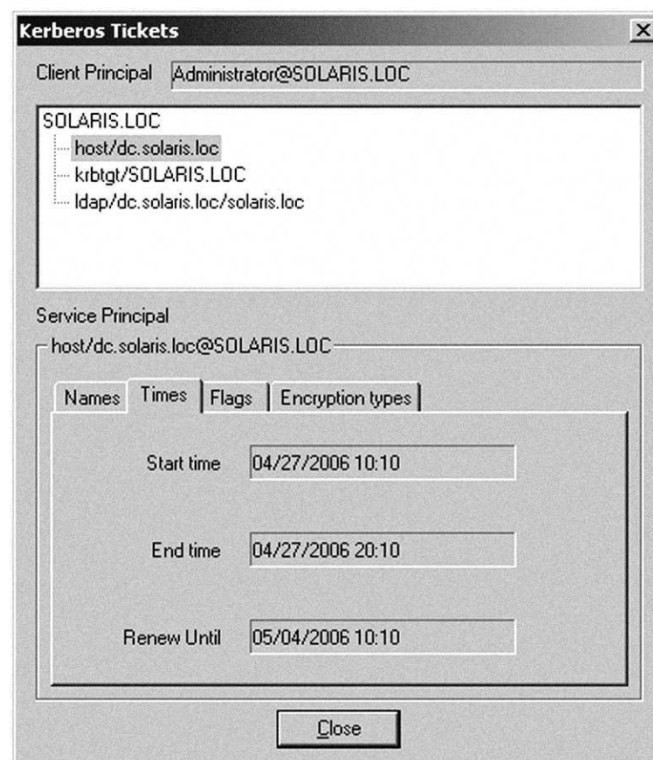 Kerberos Tickets
Client Principal Administrator@SOLARIS.LOC
SOLARIS.LOC
host/dc.solaris.loc
krbtgt/SOLARIS.LOC
ldap/dc.solaris.loc/solaris.loc
Service Principal
host/dc.solaris.loc@SOLARIS.LOC
Names Times Flags Encryption types
Start time 04/27/2006 10:10
End time 04/27/2006 20:10
Renew Until 05/04/2006 10:10
Close